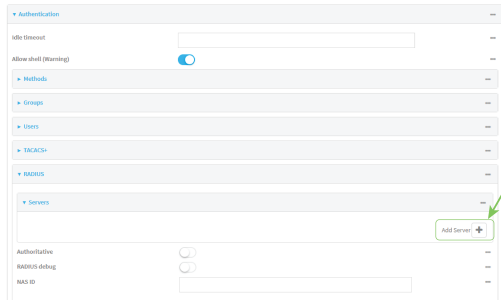 Authentication
Idle timeout
Allow shell (Warning)
Methods
Groups
Users
TACACS+
RADIUS
Servers
Add Server
Authoritative
RADIUS debug
NAS ID